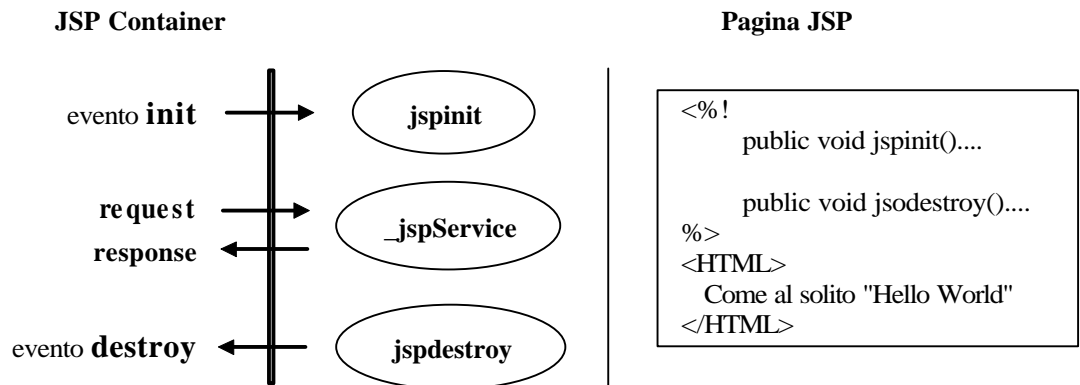 JSP Container
Pagina JSP
evento init
jspinit
request
response
_jspService
evento destroy
jspdestroy
<%!
public void jspinit()....
public void jsodestroy()....
%>
<HTML>
Come al solito "Hello World"
</HTML>